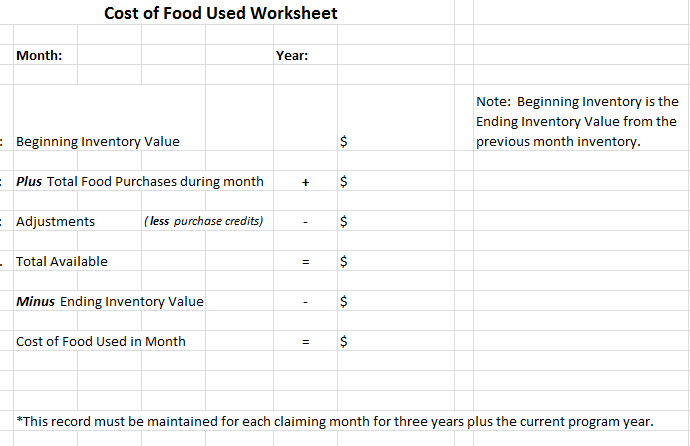 Cost of Food Used Worksheet
Month: Year:
Note: Beginning Inventory is the
Ending Inventory Value from the
: Beginning Inventory Value $ previous month inventory.
: Plus Total Food Purchases during month + $
: Adjustments (less purchase credits) - $
. Total Available = $
Minus Ending Inventory Value - $
Cost of Food Used in Month = $
*This record must be maintained for each claiming month for three years plus the current program year.